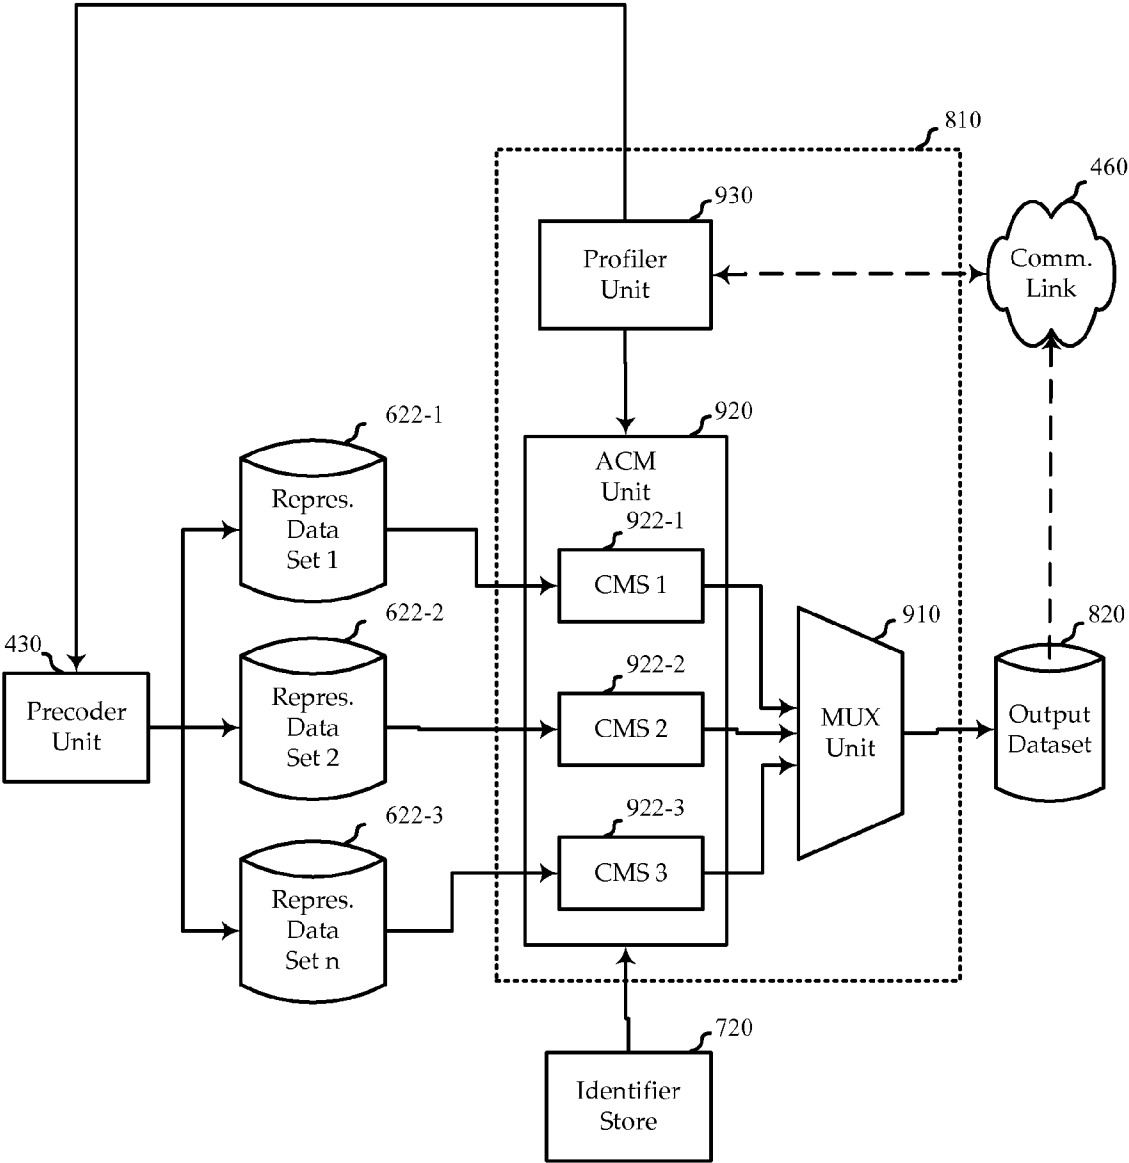 810
460
930
Profiler
Unit
Comm.
Link
622-1
920
ACM
Unit
Repres.
Data
Set 1
922-1
CMS 1
622-2
430
Precoder
Unit
Repres.
Data
Set 2
922-2
CMS 2
910
MUX
Unit
820
Output
Dataset
622-3
922-3
CMS 3
Repres.
Data
Set n
720
Identifier
Store